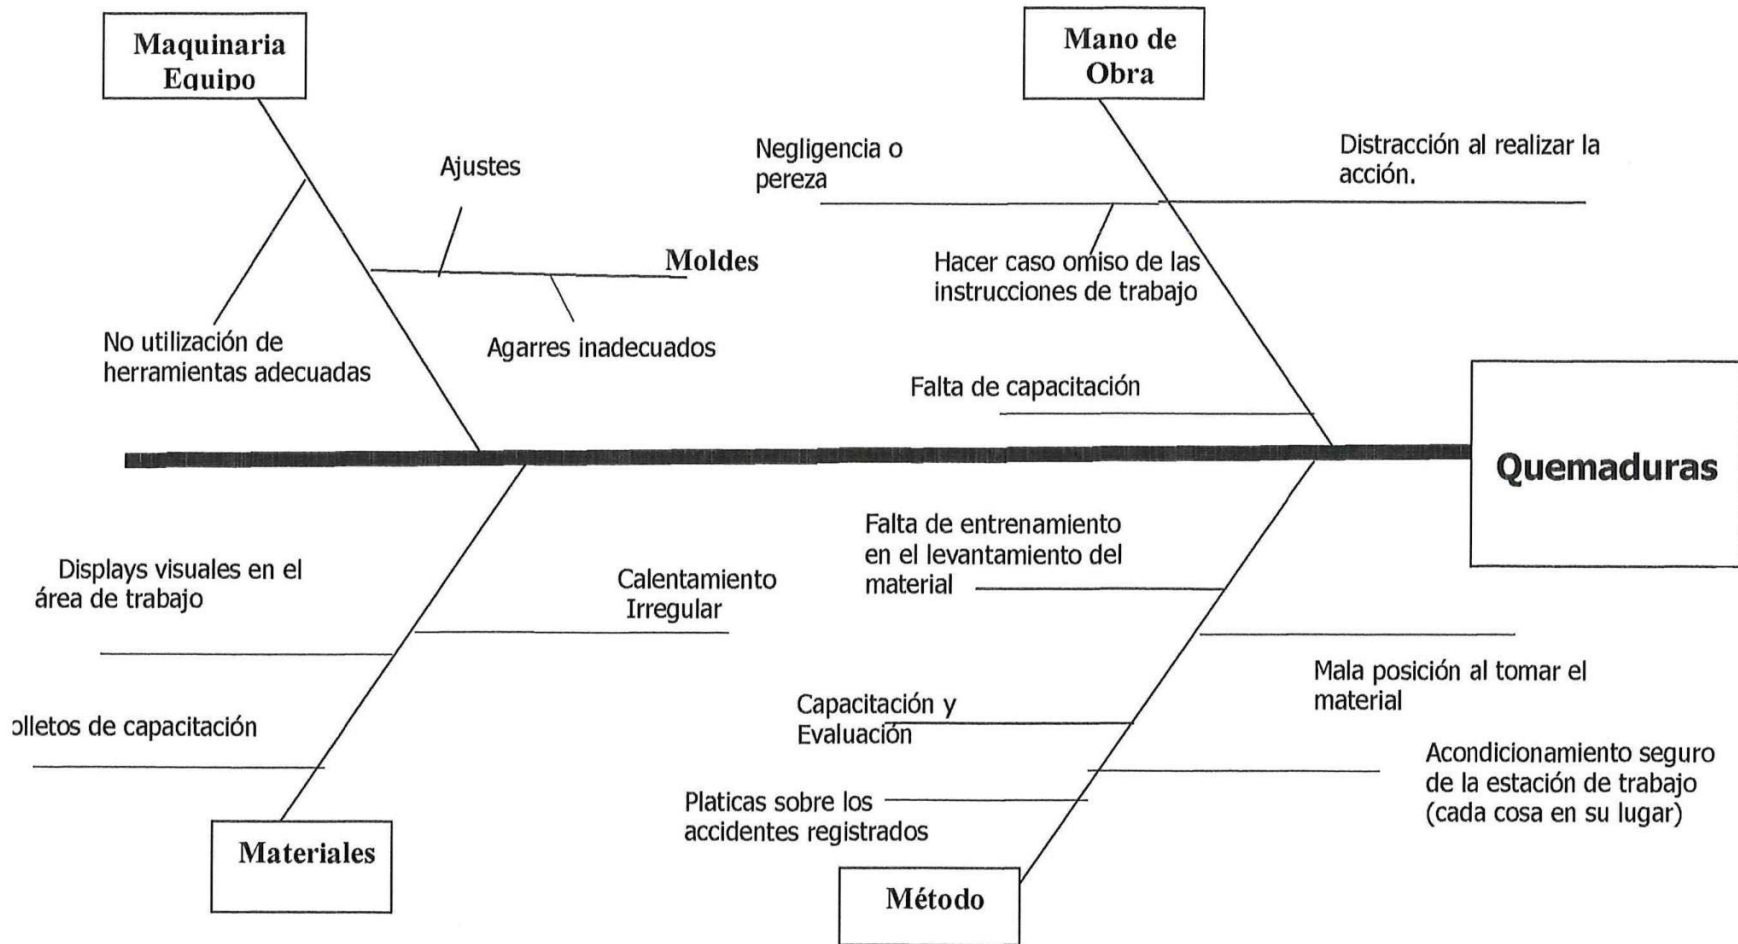 Maquinaria
Equipo
Mano de
Obra
Negligencia o
pereza
Distracción al realizar la
acción.
Ajustes
Moldes
Hacer caso omiso de las
instrucciones de trabajo
No utilización de
herramientas adecuadas
Agarres inadecuados
Falta de capacitación
Quemaduras
Falta de entrenamiento
en el levantamiento del
material
Displays visuales en el
área de trabajo
Calentamiento
Irregular
Mala posición al tomar el
material
Capacitación y
Evaluación
de capacitación
Acondicionamiento seguro
de la estación de trabajo
(cada cosa en su lugar)
Platicas sobre los
accidentes registrados
Materiales
Método